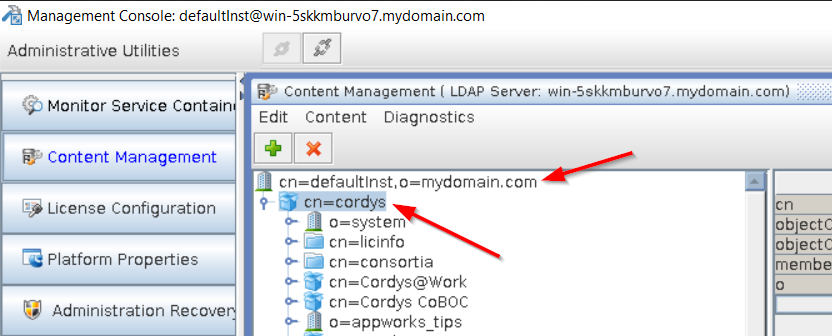 Management Console: defaultInst@win-5skkmburvo7.mydomain.com
Administrative Utilities
Monitor Service Contain
Content Management
License Configuration
Platform Properties
Administration Recovery
Content Management ( LDAP Server: win-5skkmburvo7.mydomain.com)
Edit Content Diagnostics
cn=defaultInst,o=mydomain.com
cn=cordys
o=system
cn=licinfo
cn=consortia
cn=Cordys@Work
cn=Cordys CoBOC
o=appworks_tips
cn
objectC
objectC
membe
o